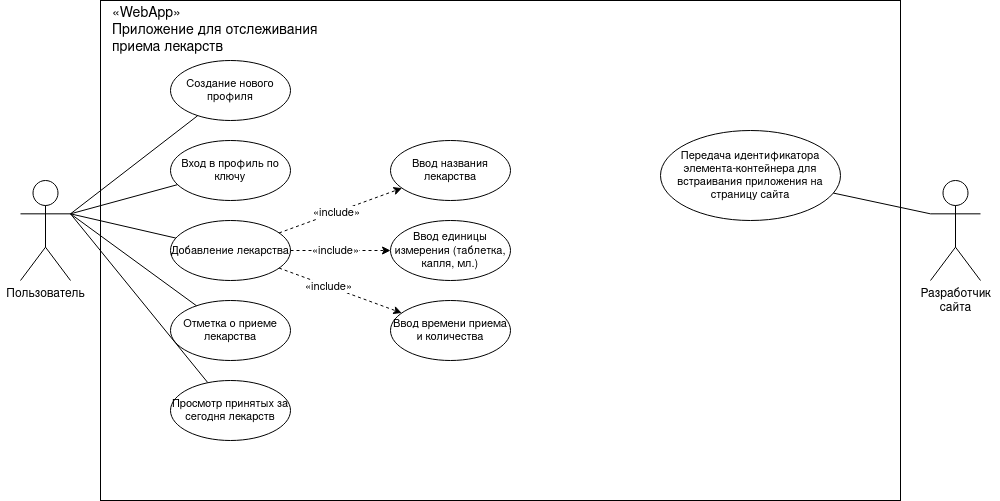 «WebApp»
Приложение для отслеживания
приема лекарств
Создание нового
профиля
Вход в профиль по
ключу
Добавление лекарства
Отметка о приеме
лекарства
Просмотр принятых за
сегодня лекарств
«include»
«include»
«include»
Ввод названия
лекарства
Ввод единицы
измерения (таблетка,
капля, мл.)
Ввод времени приема
и количества
Передача идентификатора
элемента-контейнера для
встраивания приложения на
страницу сайта
Пользователь
Разработчик
сайта